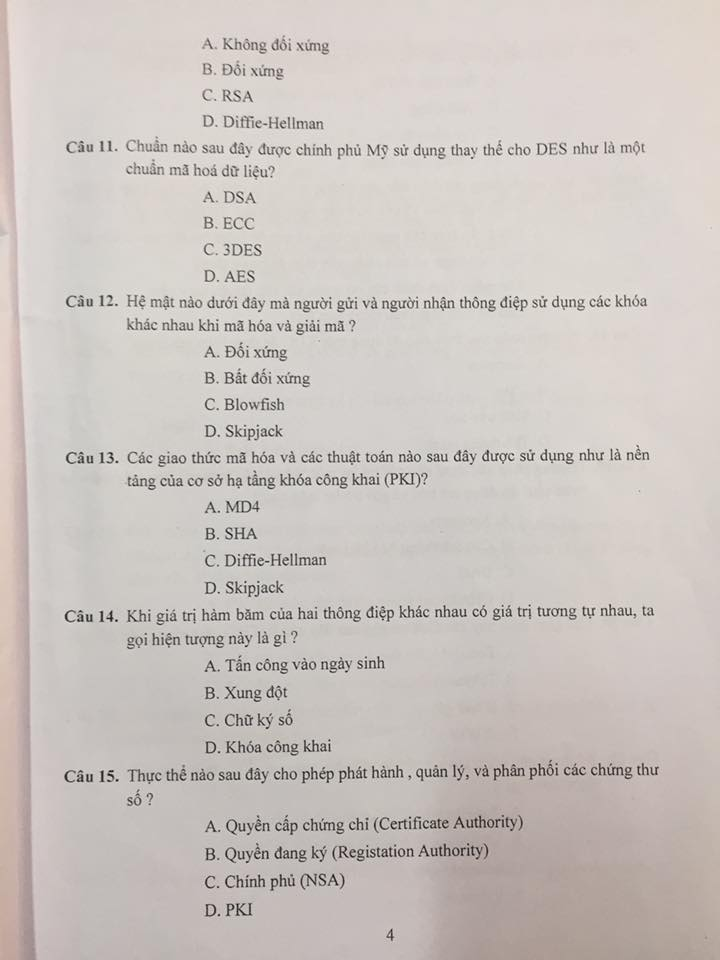 A. Không đối xứng
B. Đối xứng
C. RSA
D. Diffie-Hellman
Câu 11. Chuẩn nào sau đây được chính phủ Mỹ sử dụng thay thế cho DES như là một
chuẩn mã hoá dữ liệu?
A. DSA
B. ECC
C. 3DES
D. AES
Câu 12. Hệ mật nào dưới đây mà người gửi và người nhận thông điệp sử dụng các khóa
khác nhau khi mã hóa và giải mã ?
A. Đối xứng
B. Bất đối xứng
C. Blowfish
D. Skipjack
Câu 13. Các giao thức mã hóa và các thuật toán nào sau đây được sử dụng như là nền
tảng của cơ sở hạ tầng khóa công khai (PKI)?
A. MD4
B. SHA
C. Diffie-Hellman
D. Skipjack
Câu 14. Khi giá trị hàm băm của hai thông điệp khác nhau có giá trị tương tự nhau, ta
gọi hiện tượng này là gì ?
A. Tấn công vào ngày sinh
B. Xung đột
C. Chữ ký số
D. Khóa công khai
Câu 15. Thực thể nào sau đây cho phép phát hành , quản lý, và phân phối các chứng thư
số ?
A. Quyền cấp chứng chỉ (Certificate Authority)
B. Quyền đang ký (Registation Authority)
C. Chính phủ (NSA)
D. PKI
4